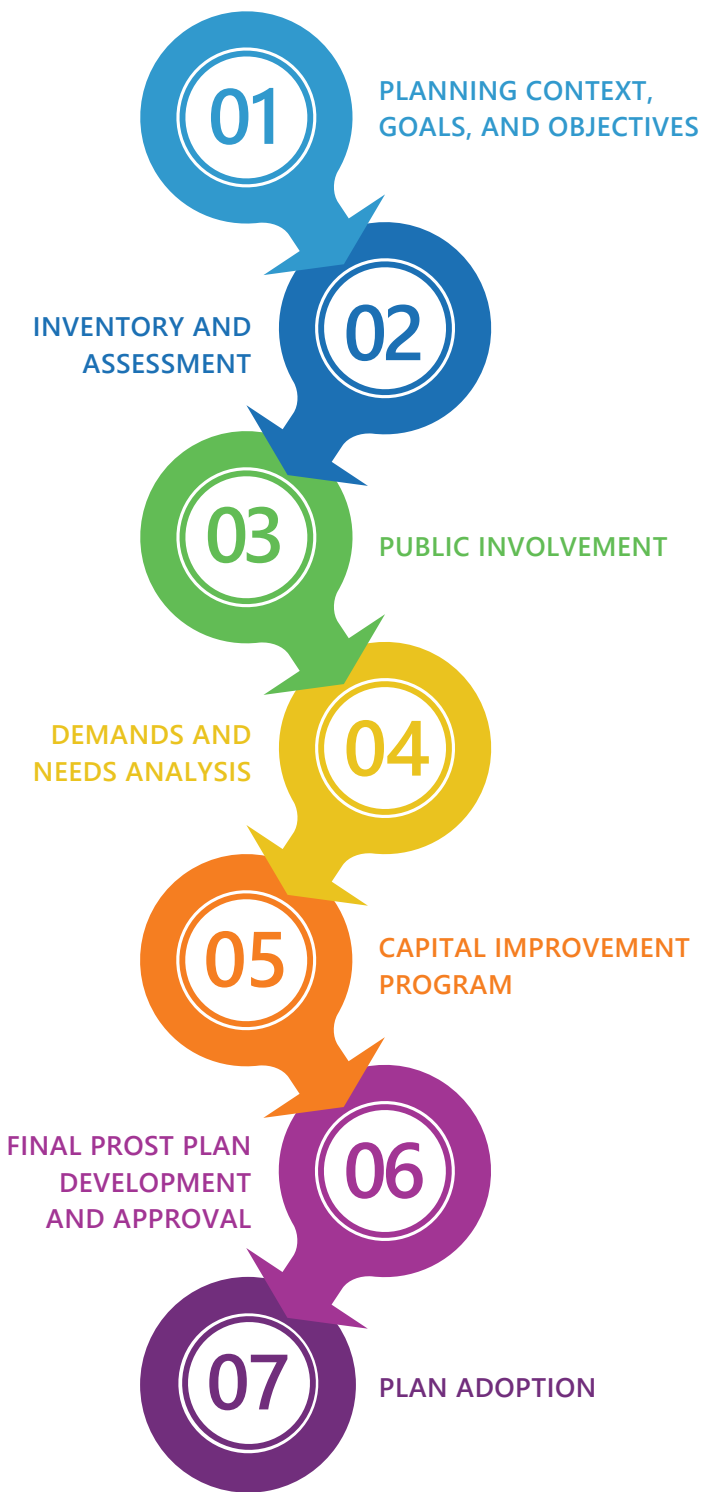 01
PLANNING CONTEXT,
GOALS, AND OBJECTIVES
02
INVENTORY AND
ASSESSMENT
03
PUBLIC INVOLVEMENT
04
DEMANDS AND
NEEDS ANALYSIS
05
CAPITAL IMPROVEMENT
PROGRAM
06
FINAL PROST PLAN
DEVELOPMENT
AND APPROVAL
07
PLAN ADOPTION